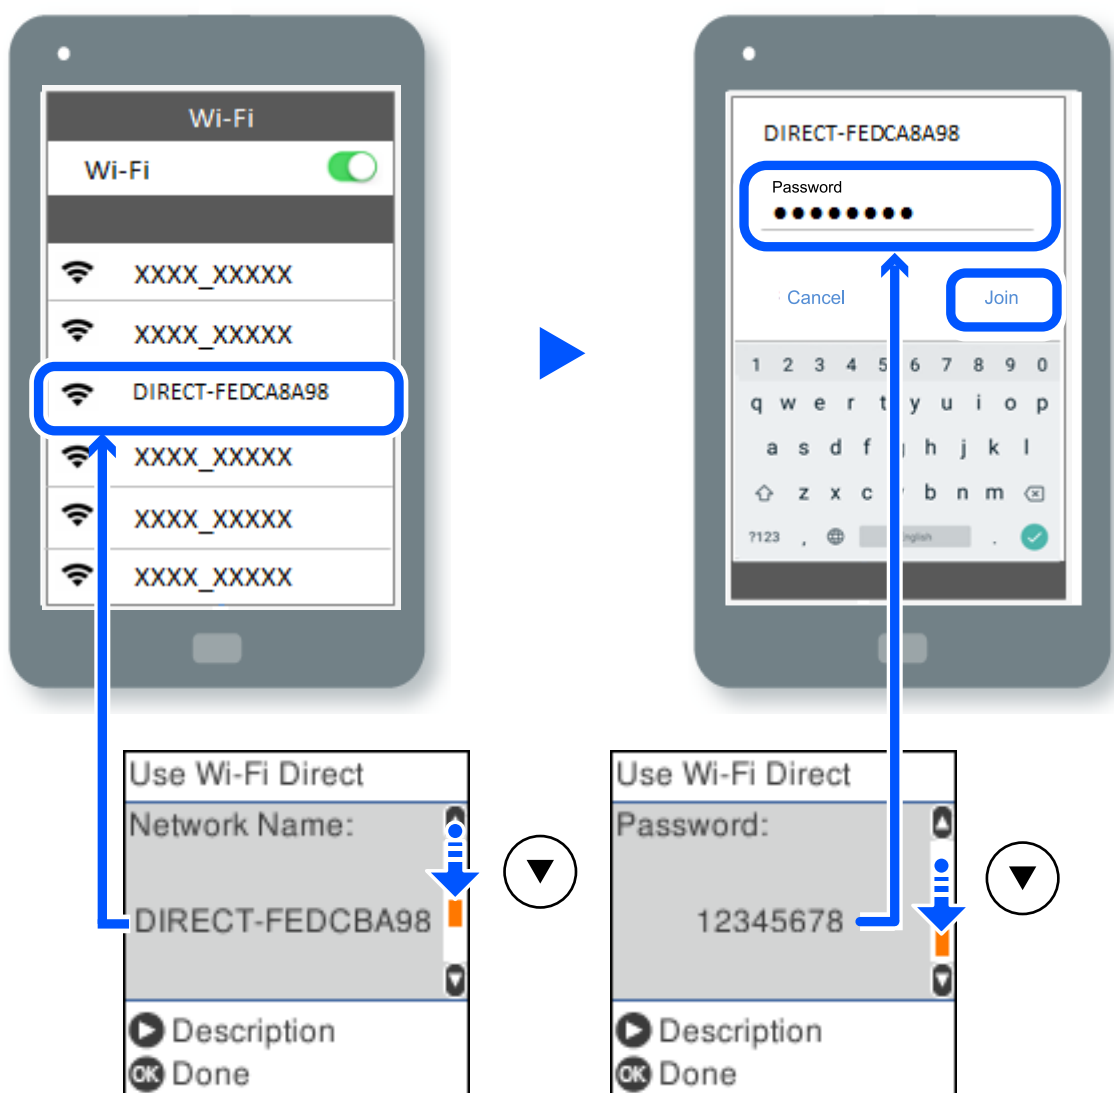 Wi-Fi
Wi-Fi
XXXX_XXXXX
XXXX_XXXXX
DIRECT-FEDCA8A98
XXXX_XXXXX
XXXX_XXXXX
XXXX_XXXXX
DIRECT-FEDCA8A98
Password
Cancel
Join
1 2 3 4 5 6 7 8 9 0
q w e r t y u i o p
a s d f h j k l
z x c b n m
?123 , .
Use Wi-Fi Direct
Network Name:
DIRECT-FEDCBA98
Description
OK Done
Use Wi-Fi Direct
Password:
12345678
Description
OK Done